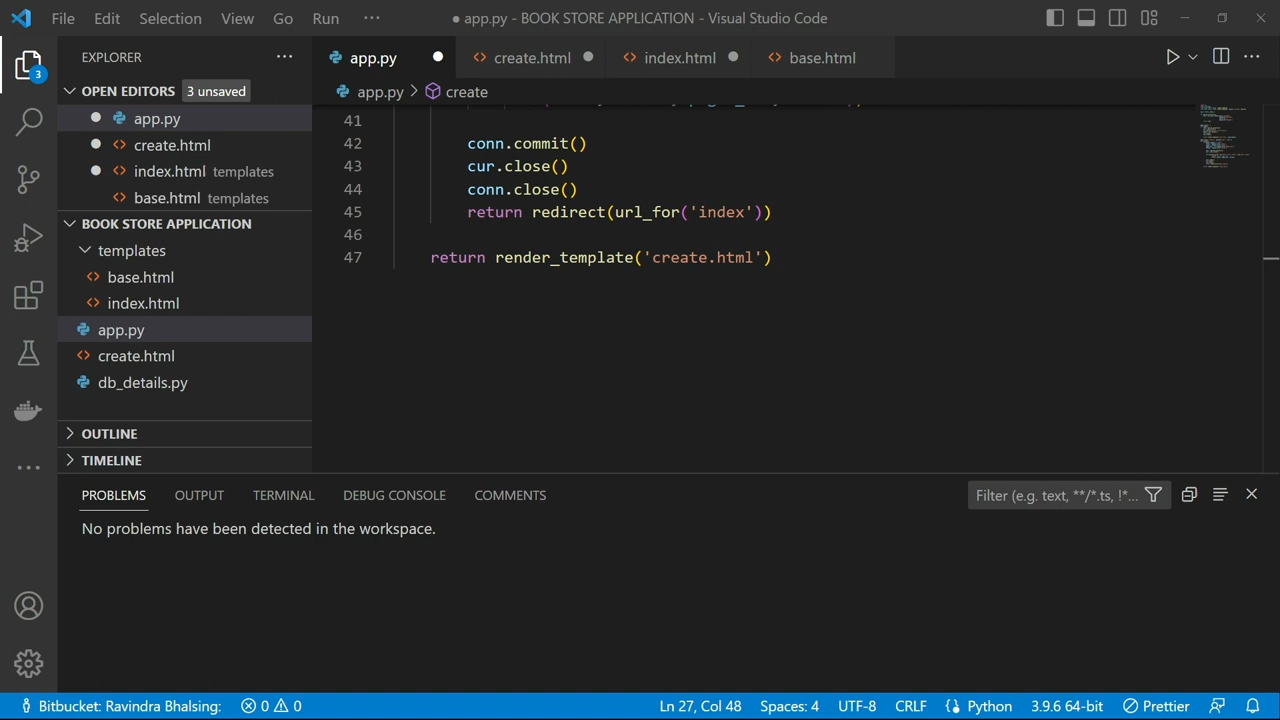 File Edit Selection View Go Run ··· ● app.py - BOOK STORE APPLICATION - Visual Studio Code
EXPLORER ···
app.py
create.html
index.html
base.html
3
OPEN EDITORS 3 unsaved
app.py > create
app.py
create.html
index.html templates
base.html templates
BOOK STORE APPLICATION
templates
base.html
index.html
app.py
create.html
db_details.py
OUTLINE
TIMELINE
41
42 conn.commit()
43 cur.close()
44 conn.close()
45 return redirect(url_for('index'))
46
47 return render_template('create.html')
PROBLEMS OUTPUT TERMINAL DEBUG CONSOLE COMMENTS
Filter (e.g. text, **/*.ts, !*...
No problems have been detected in the workspace.
Bitbucket: Ravindra Bhalsing: 0 0 Ln 27, Col 48 Spaces: 4 UTF-8 CRLF Python 3.9.6 64-bit Prettier